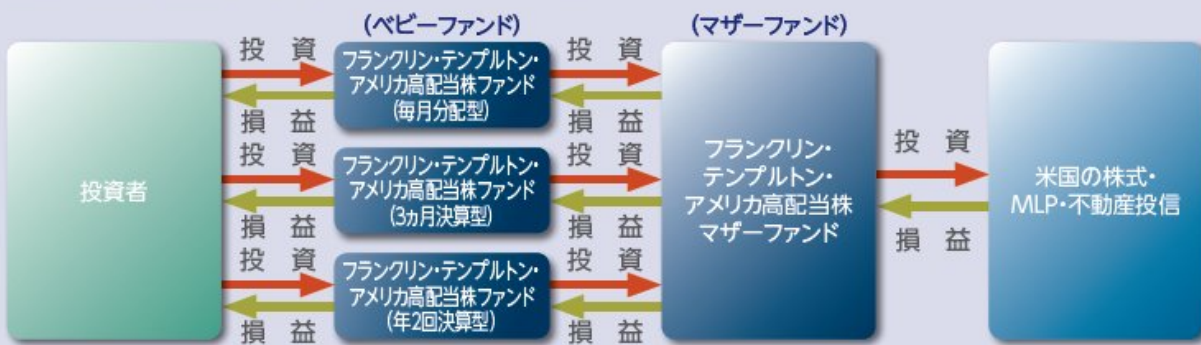 (ベビーファンド)
(マザーファンド)
投資者
投 資
損 益
投 資
損 益
投 資
損 益
フランクリン・テンプルトン・
アメリカ高配当株ファンド
(毎月分配型)
フランクリン・テンプルトン・
アメリカ高配当株ファンド
(3ヵ月決算型)
フランクリン・テンプルトン・
アメリカ高配当株ファンド
(年2回決算型)
投 資
損 益
投 資
損 益
投 資
損 益
フランクリン・
テンプルトン・
アメリカ高配当株
マザーファンド
投 資
損 益
米国の株式・
MLP・不動産投信